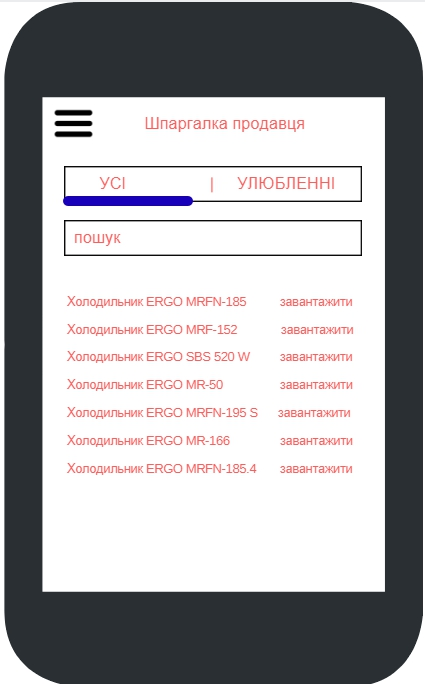 Шпаргалка продавця
УСІ | УЛЮБЛЕННІ
пошук
Холодильник ERGO MRFN-185 завантажити
Холодильник ERGO MRF-152 завантажити
Холодильник ERGO SBS 520 W завантажити
Холодильник ERGO MR-50 завантажити
Холодильник ERGO MRFN-195 S завантажити
Холодильник ERGO MR-166 завантажити
Холодильник ERGO MRFN-185.4 завантажити